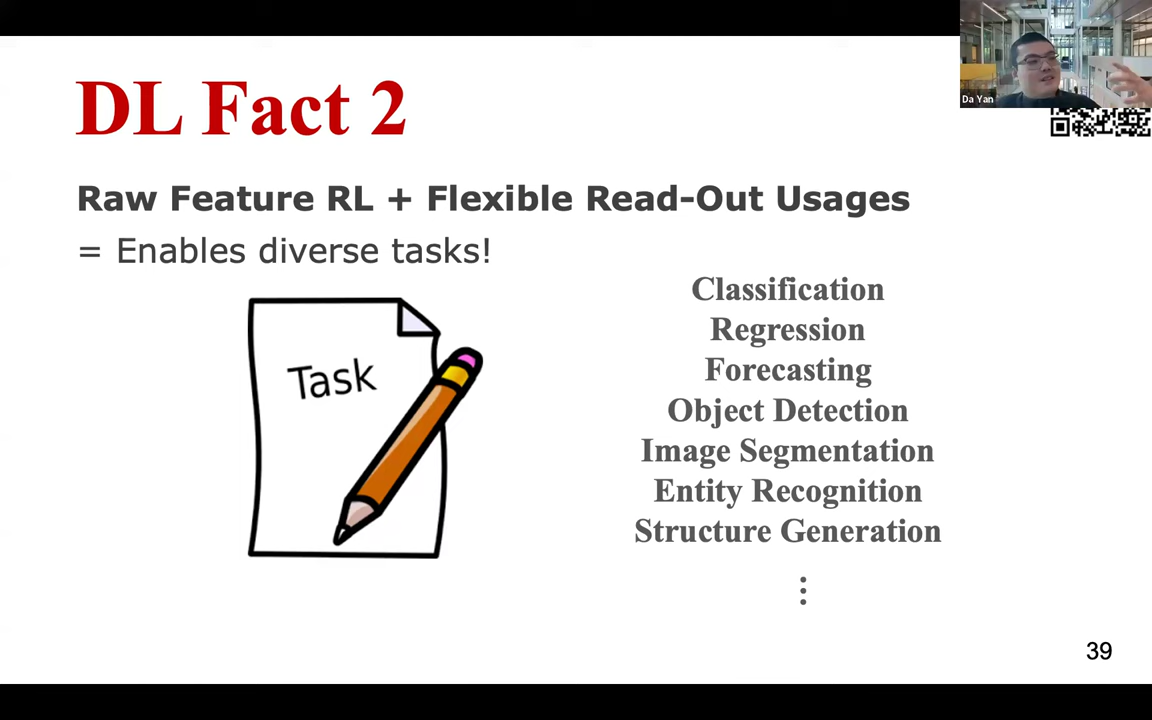 DL Fact 2
Da Yan
Raw Feature RL + Flexible Read-Out Usages
= Enables diverse tasks!
Task
Classification
Regression
Forecasting
Object Detection
Image Segmentation
Entity Recognition
Structure Generation
⋮
39